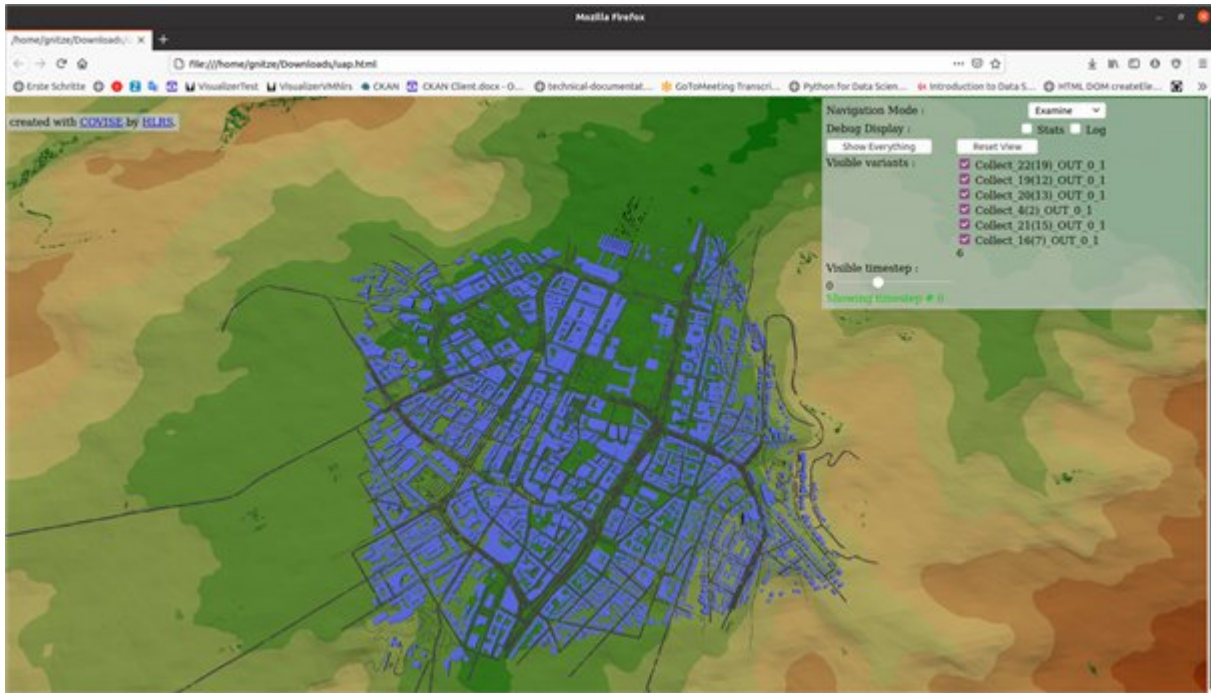 Mozilla Firefox
/home/gnitze/Downloads/u
file:///home/gnitze/Downloads/uap.html
Erste Schritte VisualizerTest VisualizerVMhlrs CKAN CKAN Client.docx - O... technical-documentat... GoToMeeting Transcri... Python for Data Scien... Introduction to Data S... HTML DOM createEle...
created with COVISE by HLRS.
Navigation Mode : Examine
Debug Display : Stats Log
Show Everything Reset View
Visible variants : Collect_22(19)_OUT_0_1
Collect_19(12)_OUT_0_1
Collect_20(13)_OUT_0_1
Collect_4(2)_OUT_0_1
Collect_21(15)_OUT_0_1
Collect_16(7)_OUT_0_1
6
Visible timestep :
0
Showing timestep # 0